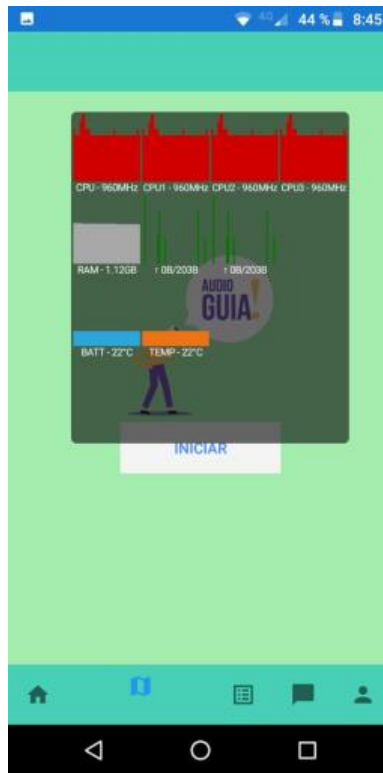 4G 44 % 8:45
CPU - 960MHz CPU1 - 960MHz CPU2 - 960MHz CPU3 - 960MHz
RAM - 1.12GB ↑ 0B/203B ↑ 0B/203B
AUDIO
GUIA!
BATT - 22°C TEMP - 22°C
INICIAR